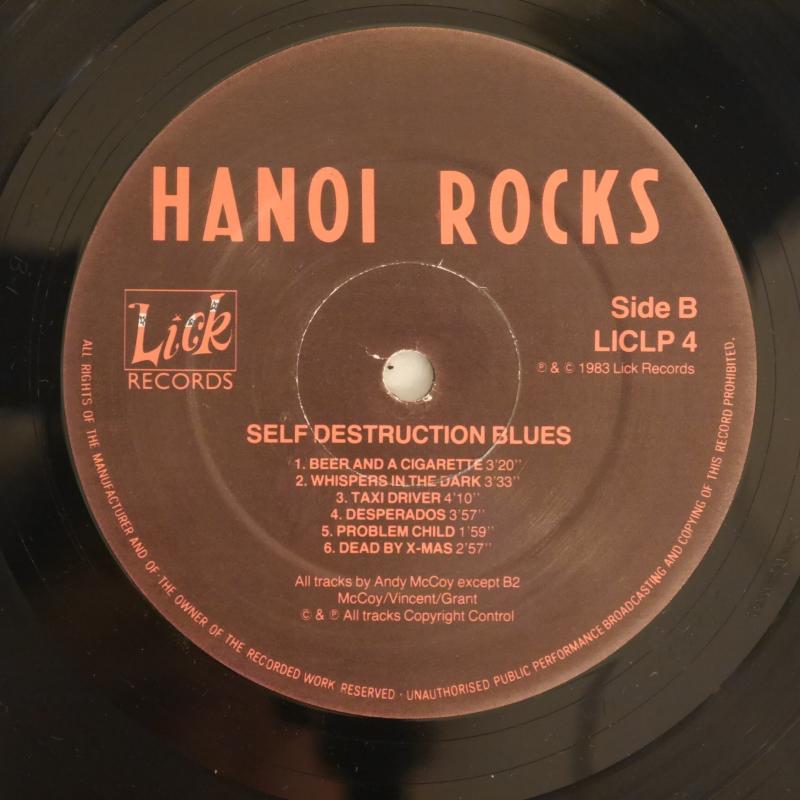 HANOI ROCKS
Lick
RECORDS
Side B
LICLP 4
℗ & © 1983 Lick Records
SELF DESTRUCTION BLUES
1. BEER AND A CIGARETTE 3'20''
2. WHISPERS IN THE DARK 3'33''
3. TAXI DRIVER 4'10''
4. DESPERADOS 3'57''
5. PROBLEM CHILD 1'59''
6. DEAD BY X-MAS 2'57''
All tracks by Andy McCoy except B2
McCoy/Vincent/Grant
© & ℗ All tracks Copyright Control
ALL RIGHTS OF THE MANUFACTURER AND OF THE OWNER OF THE RECORDED WORK RESERVED · UNAUTHORISED PUBLIC PERFORMANCE BROADCASTING AND COPYING OF THIS RECORD PROHIBITED.